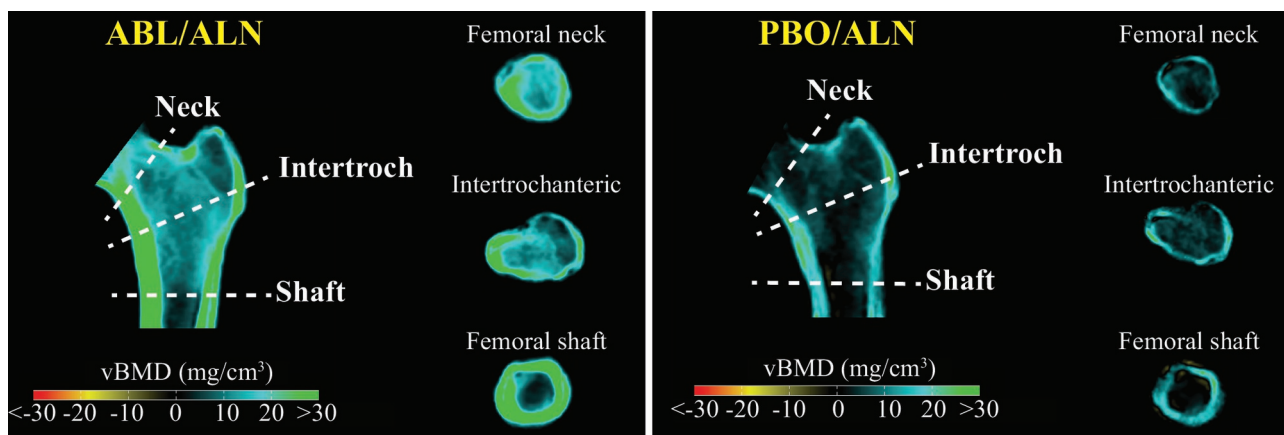 ABL/ALN
Femoral neck
Neck
Intertroch
Intertrochanteric
Shaft
Femoral shaft
vBMD (mg/cm³)
<-30 -20 -10 0 10 20 >30
PBO/ALN
Femoral neck
Neck
Intertroch
Intertrochanteric
Shaft
Femoral shaft
vBMD (mg/cm³)
<-30 -20 -10 0 10 20 >30